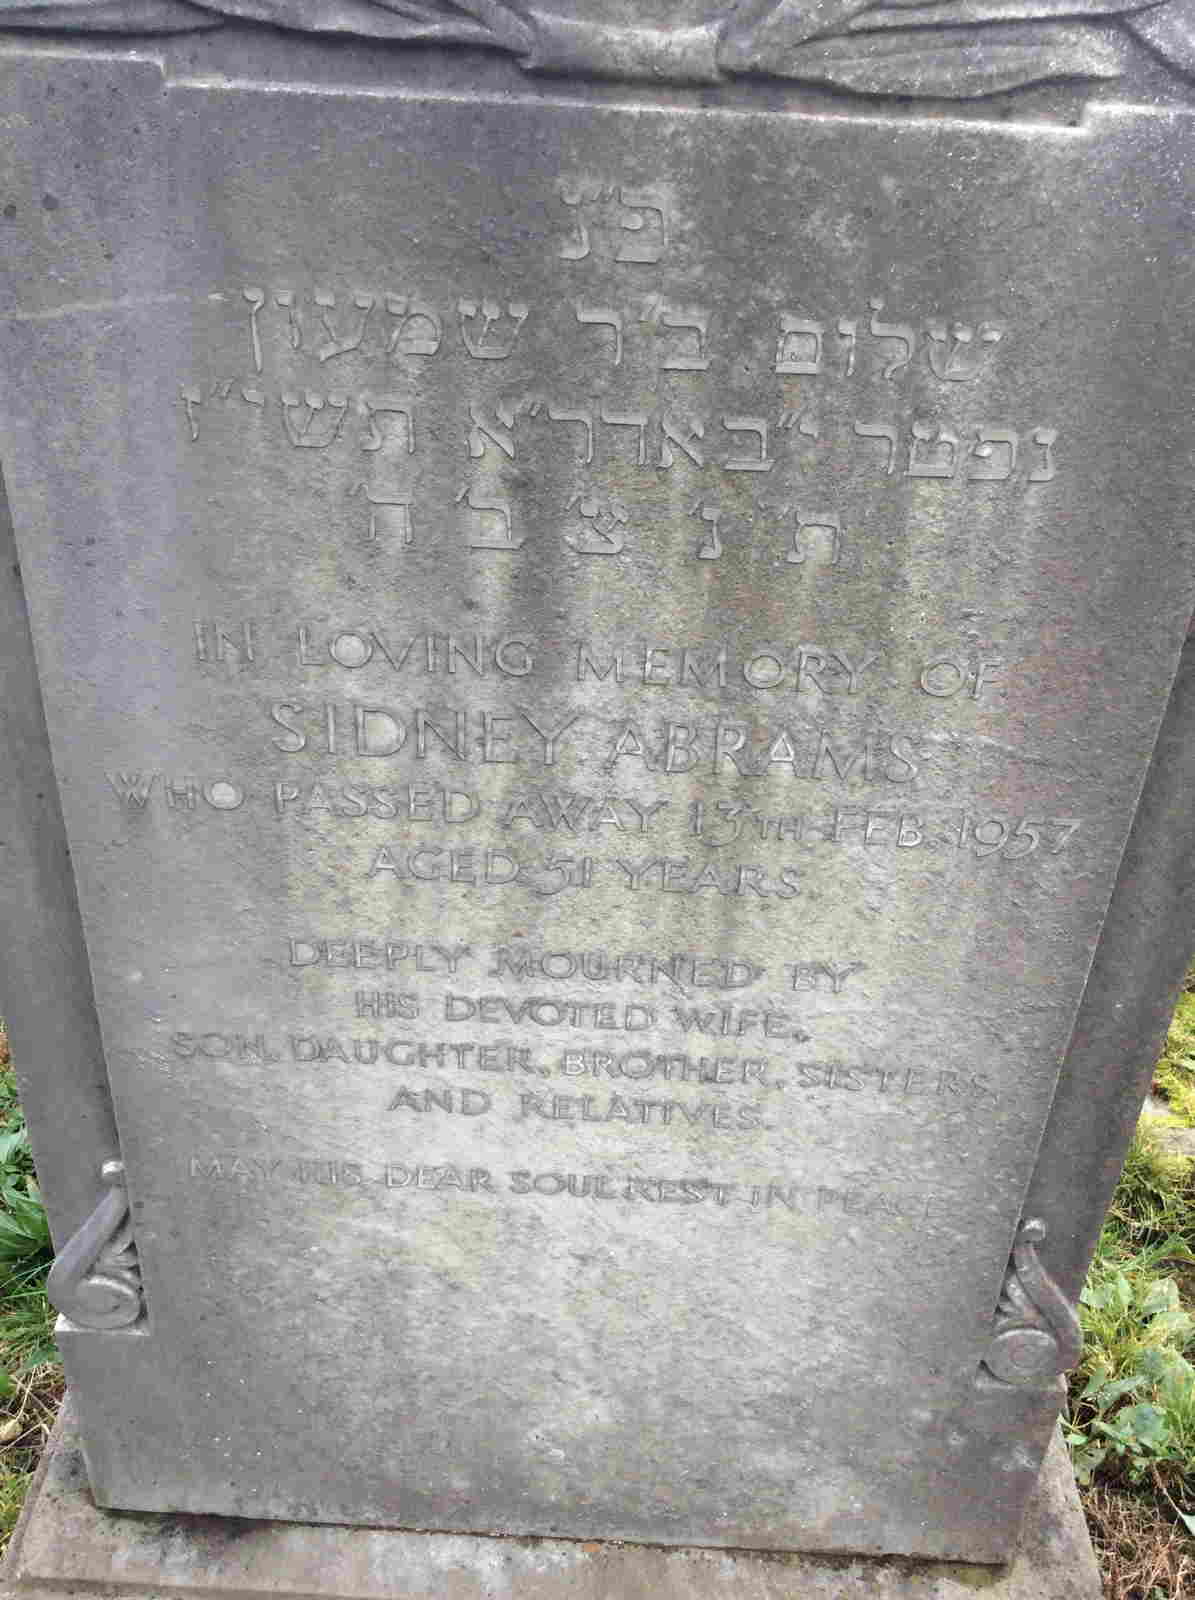 פ"נ
שלום ב"ר שמעון
נפטר י"ב אדר'א תשי"ז
ת' נ' צ' ב' ה'
IN LOVING MEMORY OF
SIDNEY ABRAMS
WHO PASSED AWAY 13TH FEB. 1957
AGED 51 YEARS
DEEPLY MOURNED BY
HIS DEVOTED WIFE,
SON, DAUGHTER, BROTHER, SISTERS
AND RELATIVES.
MAY HIS DEAR SOUL REST IN PEACE